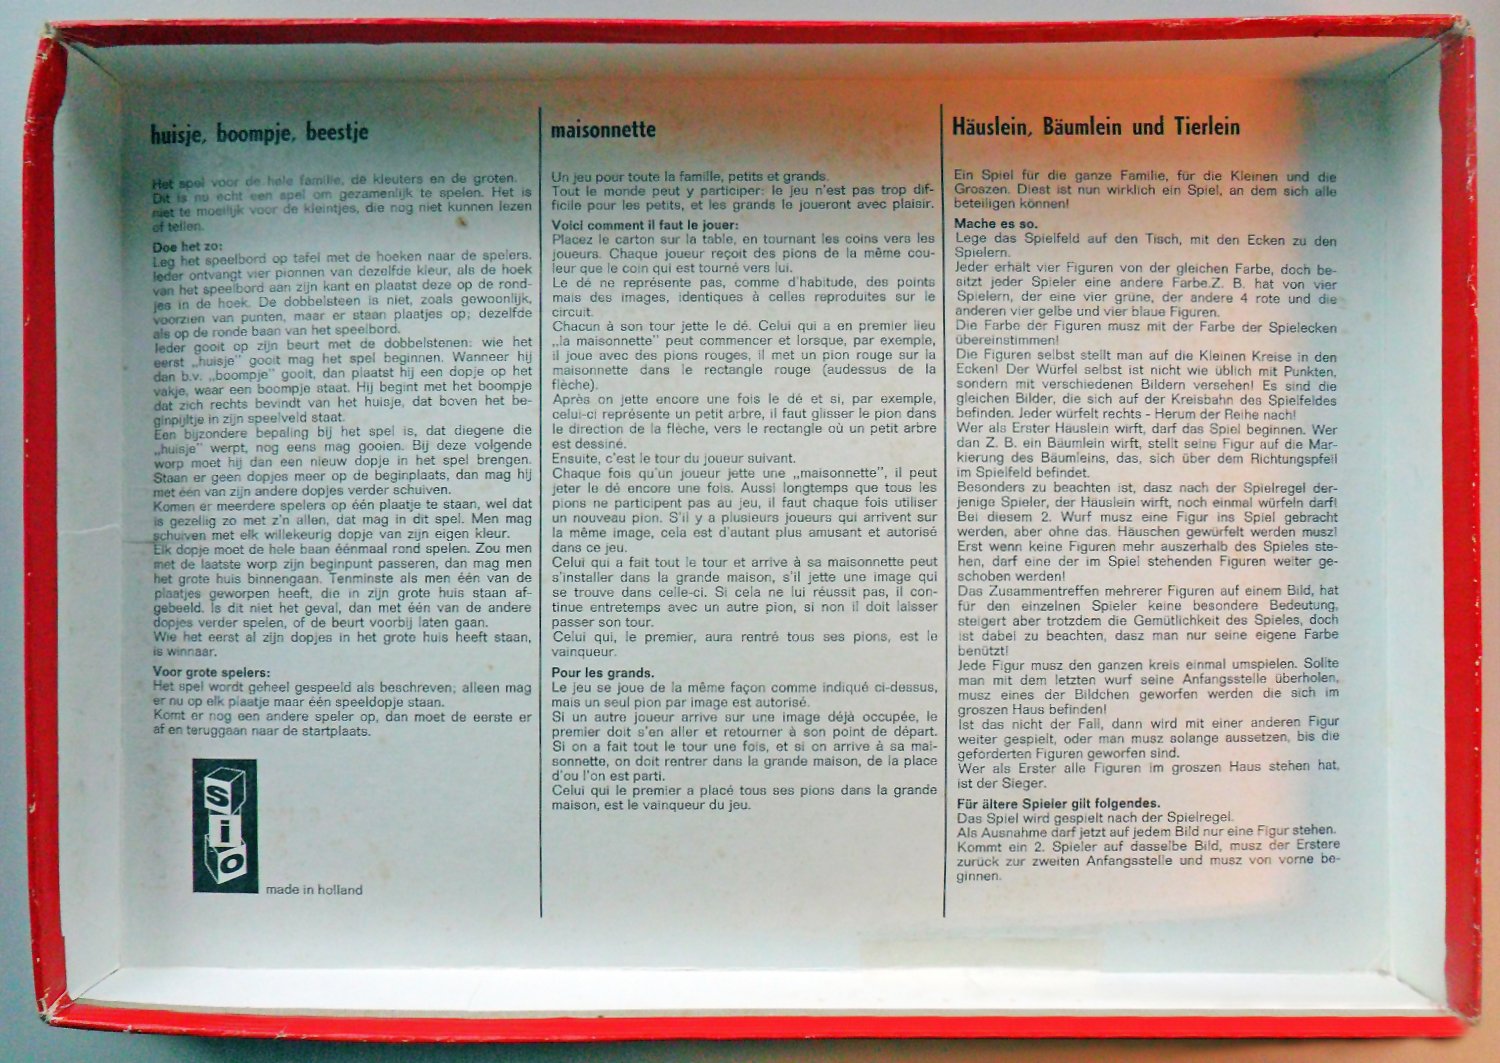 huisje, boompje, beestje
Het spel voor de hele familie, de kleuters en de groten.
Dit is nu echt een spel om gezamenlijk te spelen. Het is
niet te moeilijk voor de kleintjes, die nog niet kunnen lezen
of tellen.
Doe het zo:
Leg het speelbord op tafel met de hoeken naar de spelers.
Ieder ontvangt vier pionnen van dezelfde kleur, als de hoek
van het speelbord aan zijn kant en plaatst deze op de rond-
jes in de hoek. De dobbelsteen is niet, zoals gewoonlijk,
voorzien van punten, maar er staan plaatjes op; dezelfde
als op de ronde baan van het speelbord.
Ieder gooit op zijn beurt met de dobbelstenen: wie het
eerst „huisje” gooit mag het spel beginnen. Wanneer hij
dan b.v. „boompje” gooit, dan plaatst hij een dopje op het
vakje, waar een boompje staat. Hij begint met het boompje
dat zich rechts bevindt van het huisje, dat boven het be-
ginpijltje in zijn speelveld staat.
Een bijzondere bepaling bij het spel is, dat diegene die
„huisje” werpt, nog eens mag gooien. Bij deze volgende
worp moet hij dan een nieuw dopje in het spel brengen.
Staan er geen dopjes meer op de beginplaats, dan mag hij
met één van zijn andere dopjes verder schuiven.
Komen er meerdere spelers op één plaatje te staan, wel dat
is gezellig zo met z'n allen, dat mag in dit spel. Men mag
schuiven met elk willekeurig dopje van zijn eigen kleur.
Elk dopje moet de hele baan éénmaal rond spelen. Zou men
met de laatste worp zijn beginpunt passeren, dan mag men
het grote huis binnengaan. Tenminste als men één van de
plaatjes geworpen heeft, die in zijn grote huis staan af-
gebeeld. Is dit niet het geval, dan met één van de andere
dopjes verder spelen, of de beurt voorbij laten gaan.
Wie het eerst al zijn dopjes in het grote huis heeft staan,
is winnaar.
Voor grote spelers:
Het spel wordt geheel gespeeld als beschreven, alleen mag
er nu op elk plaatje maar één speeldopje staan.
Komt er nog een andere speler op, dan moet de eerste er
af en teruggaan naar de startplaats.
sio
made in holland
maisonnette
Un jeu pour toute la famille, petits et grands.
Tout le monde peut y participer: le jeu n'est pas trop dif-
ficile pour les petits, et les grands le joueront avec plaisir.
Voici comment il faut le jouer:
Placez le carton sur la table, en tournant les coins vers les
joueurs. Chaque joueur reçoit des pions de la même cou-
leur que le coin qui est tourné vers lui.
Le dé ne représente pas, comme d'habitude, des points
mais des images, identiques à celles reproduites sur le
circuit.
Chacun à son tour jette le dé. Celui qui a en premier lieu
„la maisonnette” peut commencer et lorsque, par exemple,
il joue avec des pions rouges, il met un pion rouge sur la
maisonnette dans le rectangle rouge (audessus de la
flèche).
Après on jette encore une fois le dé et si, par exemple,
celui-ci représente un petit arbre, il faut glisser le pion dans
le direction de la flèche, vers le rectangle où un petit arbre
est dessiné.
Ensuite, c'est le tour du joueur suivant.
Chaque fois qu'un joueur jette une „maisonnette”, il peut
jeter le dé encore une fois. Aussi longtemps que tous les
pions ne participent pas au jeu, il faut chaque fois utiliser
un nouveau pion. S'il y a plusieurs joueurs qui arrivent sur
la même image, cela est d'autant plus amusant et autorisé
dans ce jeu.
Celui qui a fait tout le tour et arrive à sa maisonnette peut
s'installer dans la grande maison, s'il jette une image qui
se trouve dans celle-ci. Si cela ne lui réussit pas, il con-
tinue entretemps avec un autre pion, si non il doit laisser
passer son tour.
Celui qui, le premier, aura rentré tous ses pions, est le
vainqueur.
Pour les grands.
Le jeu se joue de la même façon comme indiqué ci-dessus,
mais un seul pion par image est autorisé.
Si un autre joueur arrive sur une image déjà occupée, le
premier doit s'en aller et retourner à son point de départ.
Si on a fait tout le tour une fois, et si on arrive à sa mai-
sonnette, on doit rentrer dans la grande maison, de la place
d'ou l'on est parti.
Celui qui le premier a placé tous ses pions dans la grande
maison, est le vainqueur du jeu.
Häuslein, Bäumlein und Tierlein
Ein Spiel für die ganze Familie, für die Kleinen und die
Groszen. Diest ist nun wirklich ein Spiel, an dem sich alle
beteiligen können!
Mache es so.
Lege das Spielfeld auf den Tisch, mit den Ecken zu den
Spielern.
Jeder erhält vier Figuren von der gleichen Farbe, doch be-
sitzt jeder Spieler eine andere Farbe.Z. B. hat von vier
Spielern, der eine vier grüne, der andere 4 rote und die
anderen vier gelbe und vier blaue Figuren.
Die Farbe der Figuren musz mit der Farbe der Spielecken
übereinstimmen!
Die Figuren selbst stellt man auf die Kleinen Kreise in den
Ecken! Der Würfel selbst ist nicht wie üblich mit Punkten,
sondern mit verschiedenen Bildern versehen! Es sind die
gleichen Bilder, die sich auf der Kreisbahn des Spielfeldes
befinden. Jeder würfelt rechts - Herum der Reihe nach!
Wer als Erster Häuslein wirft, darf das Spiel beginnen. Wer
dan Z. B. ein Bäumlein wirft, stellt seine Figur auf die Mar-
kierung des Bäumleins, das, sich über dem Richtungspfeil
im Spielfeld befindet.
Besonders zu beachten ist, dasz nach der Spielregel der-
jenige Spieler, der Häuslein wirft, noch einmal würfeln darf!
Bei diesem 2. Wurf musz eine Figur ins Spiel gebracht
werden, aber ohne das. Häuschen gewürfelt werden musz!
Erst wenn keine Figuren mehr auszerhalb des Spieles ste-
hen, darf eine der im Spiel stehenden Figuren weiter ge-
schoben werden!
Das Zusammentreffen mehrerer Figuren auf einem Bild, hat
für den einzelnen Spieler keine besondere Bedeutung,
steigert aber trotzdem die Gemütlichkeit des Spieles, doch
ist dabei zu beachten, dasz man nur seine eigene Farbe
benützt!
Jede Figur musz den ganzen kreis einmal umspielen. Sollte
man mit dem letzten wurf seine Anfangsstelle überholen,
musz eines der Bildchen geworfen werden die sich im
groszen Haus befinden!
Ist das nicht der Fall, dann wird mit einer anderen Figur
weiter gespielt, oder man musz solange aussetzen, bis die
geforderten Figuren geworfen sind.
Wer als Erster alle Figuren im groszen Haus stehen hat,
ist der Sieger.
Für ältere Spieler gilt folgendes.
Das Spiel wird gespielt nach der Spielregel.
Als Ausnahme darf jetzt auf jedem Bild nur eine Figur stehen.
Kommt ein 2. Spieler auf dasselbe Bild, musz der Erstere
zurück zur zweiten Anfangsstelle und musz von vorne be-
ginnen.